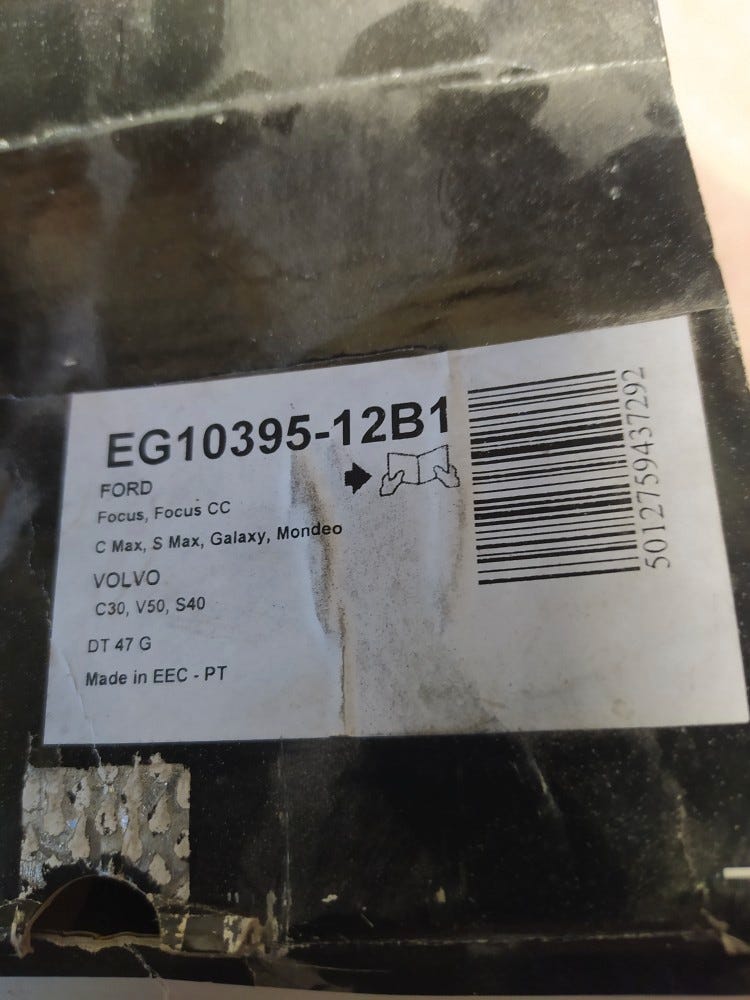 EG10395-12B1
FORD
Focus, Focus CC
C Max, S Max, Galaxy, Mondeo
VOLVO
C30, V50, S40
DT 47 G
Made in EEC - PT
5012759437292